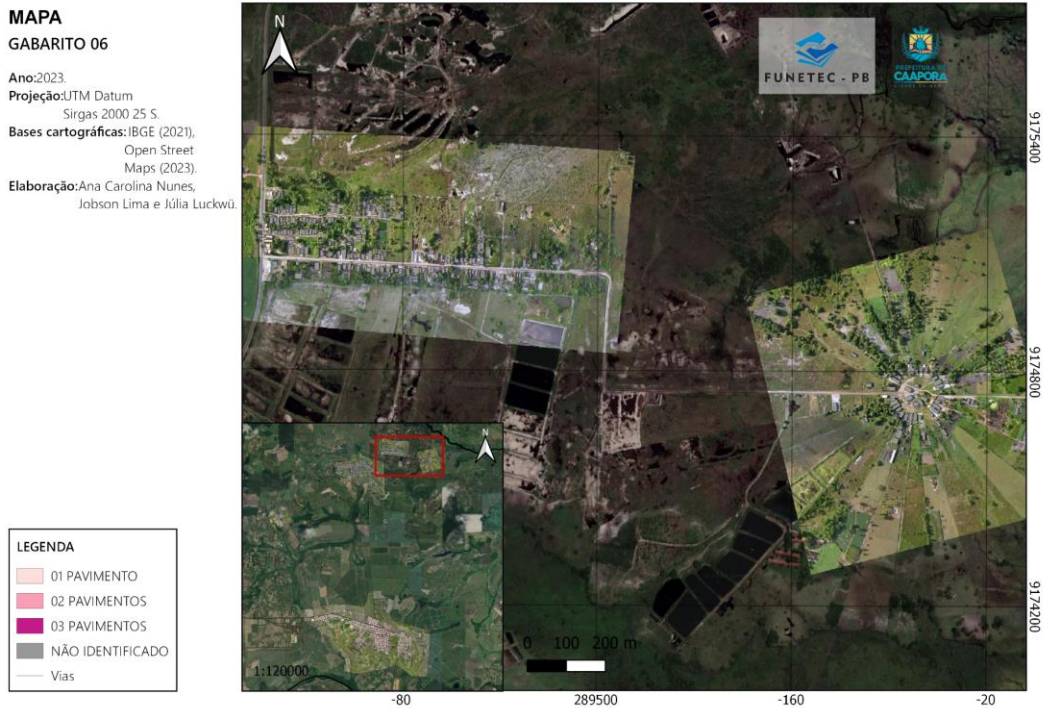 MAPA
GABARITO 06
Ano:2023.
Projeção:UTM Datum
Sirgas 2000 25 S.
Bases cartográficas:IBGE (2021),
Open Street
Maps (2023).
Elaboração:Ana Carolina Nunes,
Jobson Lima e Júlia Luckwü.
LEGENDA
01 PAVIMENTO
02 PAVIMENTOS
03 PAVIMENTOS
NÃO IDENTIFICADO
Vias
N
FUNETEC - PB
PREFEITURA DE
CAAPORA
9175400
9174800
9174200
N
1:120000
0 100 200 m
-80 289500 -160 -20